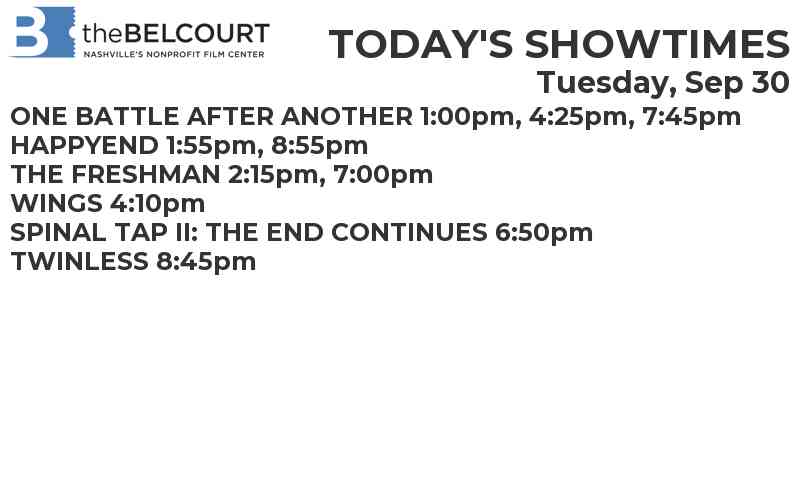 B theBELCOURT
NASHVILLE'S NONPROFIT FILM CENTER
TODAY'S SHOWTIMES
Tuesday, Sep 30
ONE BATTLE AFTER ANOTHER 1:00pm, 4:25pm, 7:45pm
HAPPYEND 1:55pm, 8:55pm
THE FRESHMAN 2:15pm, 7:00pm
WINGS 4:10pm
SPINAL TAP II: THE END CONTINUES 6:50pm
TWINLESS 8:45pm